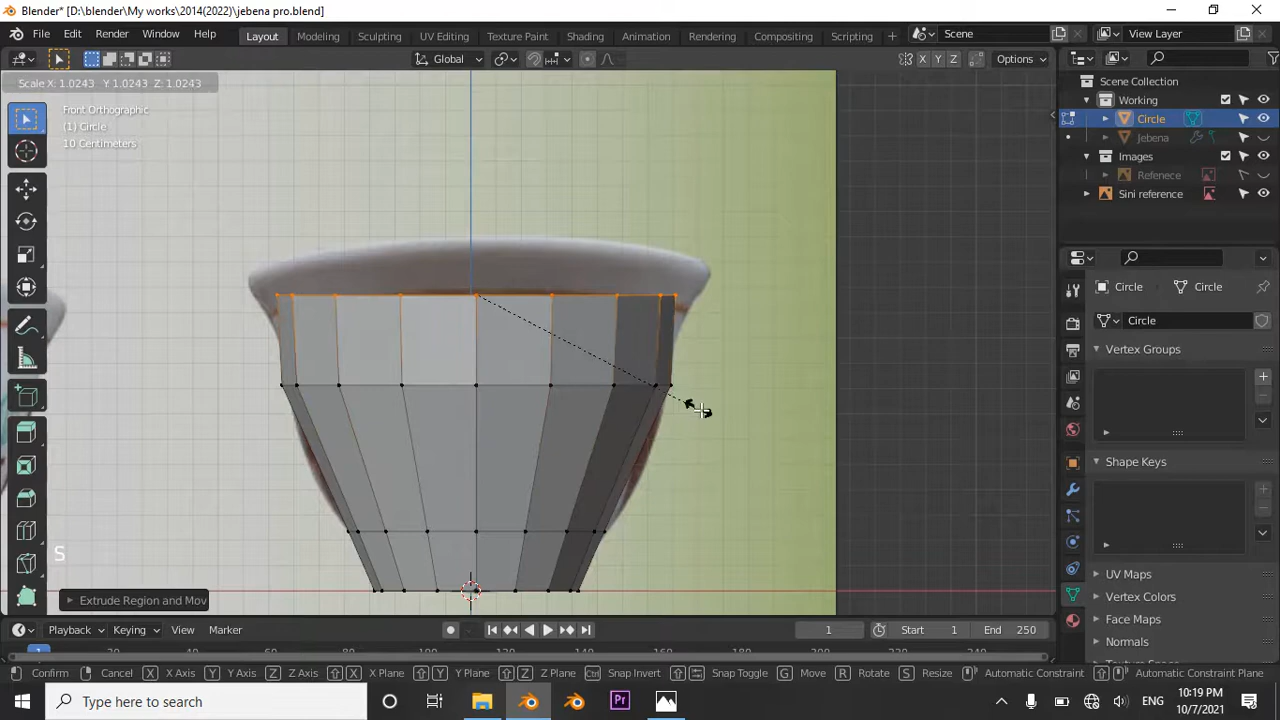 Blender* [D:\blender\My works\2014(2022)\jebena pro.blend]
File Edit Render Window Help Layout Modeling Sculpting UV Editing Texture Paint Shading Animation Rendering Compositing Scripting Scene View Layer
Global X Y Z Options
Scale X: 1.0243 Y: 1.0243 Z: 1.0243
Front Orthographic
(1) Circle
10 Centimeters
Scene Collection
Working
Circle
Jebena
Images
Refenece
Sini reference
Circle Circle
Circle
Vertex Groups
Shape Keys
UV Maps
Vertex Colors
Face Maps
Normals
S
Extrude Region and Mov
Playback Keying View Marker 1 Start 1 End 250
1
Confirm Cancel X X Axis Y Y Axis Z Z Axis X X Plane Y Y Plane Z Z Plane Ctrl Snap Invert Snap Toggle G Move R Rotate S Resize Automatic Constraint Automatic Constraint Plane
Type here to search
Pr
ENG
10:19 PM
10/7/2021